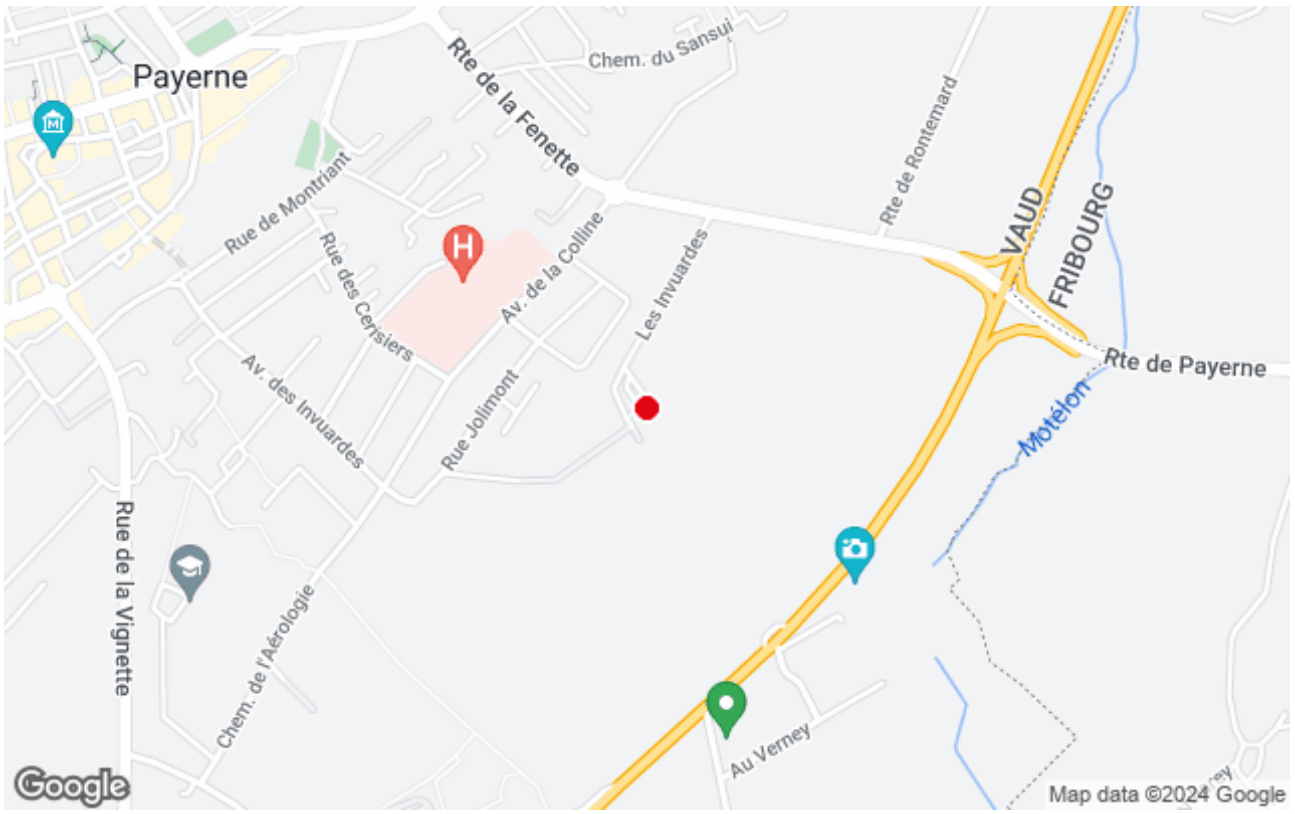 Chem. du Sansui
Payerne
Rte de la Fenette
Rte de Rontemard
Rue de Montriant
VAUD
FRIBOURG
Rue des Cerisiers
H
Av. de la Colline
Les Invuardes
Av. des Invuardes
Rue Jolimont
Rte de Payerne
Motélon
Rue de la Vignette
Chem. de l'Aérologie
Au Verney
Google
Map data ©2024 Google